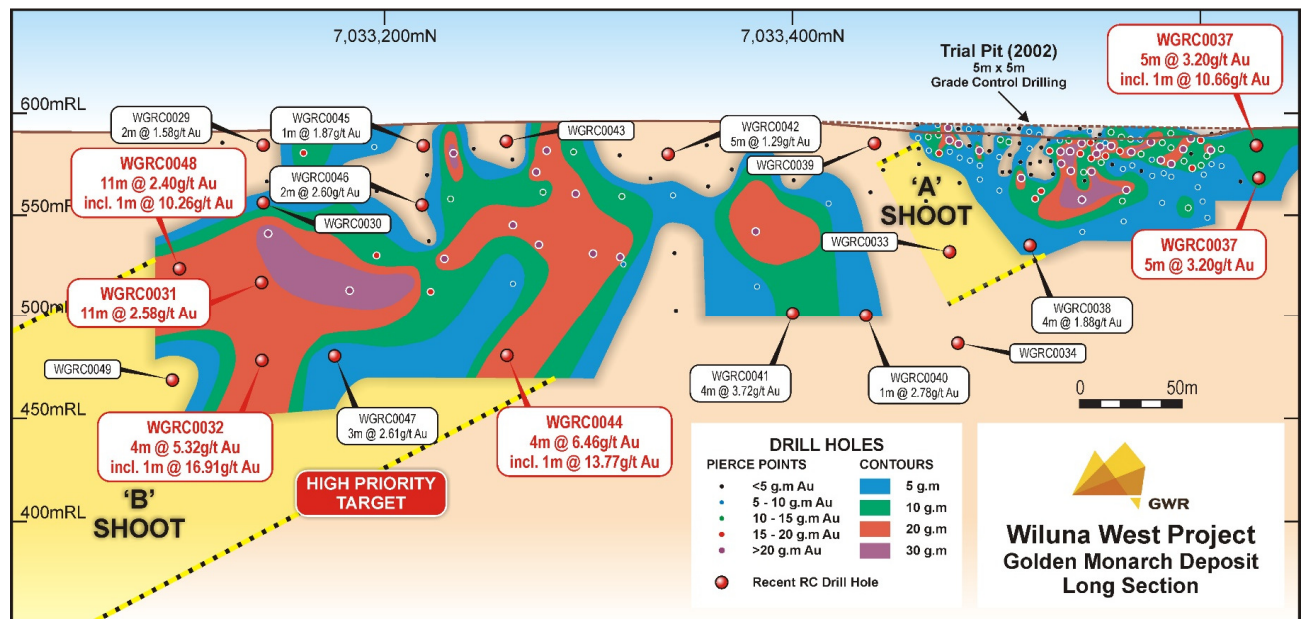 7,033,200mN
7,033,400mN
Trial Pit (2002)
5m x 5m
Grade Control Drilling
WGRC0037
5m @ 3.20g/t Au
incl. 1m @ 10.66g/t Au
600mRL
WGRC0029
2m @ 1.58g/t Au
WGRC0045
1m @ 1.87g/t Au
WGRC0043
WGRC0042
5m @ 1.29g/t Au
WGRC0039
WGRC0048
11m @ 2.40g/t Au
incl. 1m @ 10.26g/t Au
WGRC0046
2m @ 2.60g/t Au
'A'
SHOOT
550mRL
WGRC0030
WGRC0033
WGRC0037
5m @ 3.20g/t Au
WGRC0031
11m @ 2.58g/t Au
500mRL
WGRC0038
4m @ 1.88g/t Au
WGRC0034
WGRC0049
WGRC0041
4m @ 3.72g/t Au
WGRC0040
1m @ 2.78g/t Au
0 50m
450mRL
WGRC0032
4m @ 5.32g/t Au
incl. 1m @ 16.91g/t Au
WGRC0047
3m @ 2.61g/t Au
WGRC0044
4m @ 6.46g/t Au
incl. 1m @ 13.77g/t Au
HIGH PRIORITY
TARGET
'B'
SHOOT
400mRL
DRILL HOLES
PIERCE POINTS
<5 g.m Au
5 - 10 g.m Au
10 - 15 g.m Au
15 - 20 g.m Au
>20 g.m Au
CONTOURS
5 g.m
10 g.m
20 g.m
30 g.m
Recent RC Drill Hole
GWR
Wiluna West Project
Golden Monarch Deposit
Long Section